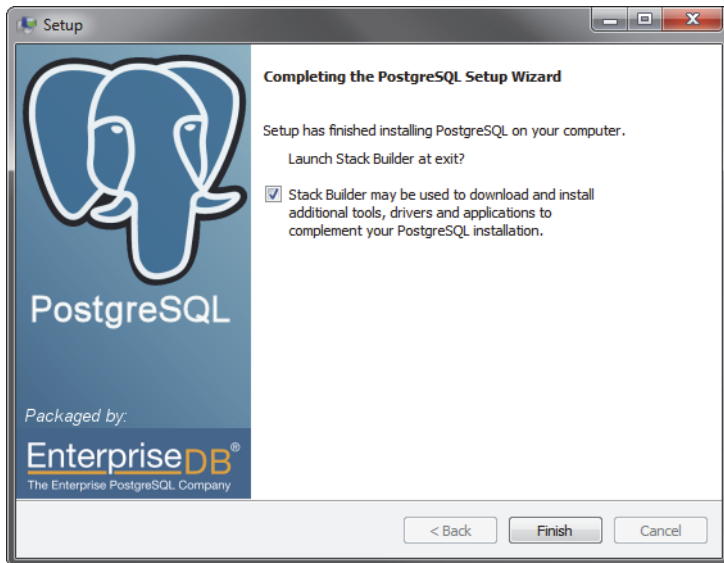 Setup
Completing the PostgreSQL Setup Wizard
Setup has finished installing PostgreSQL on your computer.
Launch Stack Builder at exit?
Stack Builder may be used to download and install
additional tools, drivers and applications to
complement your PostgreSQL installation.
PostgreSQL
Packaged by:
EnterpriseDB®
The Enterprise PostgreSQL Company
< Back
Finish
Cancel